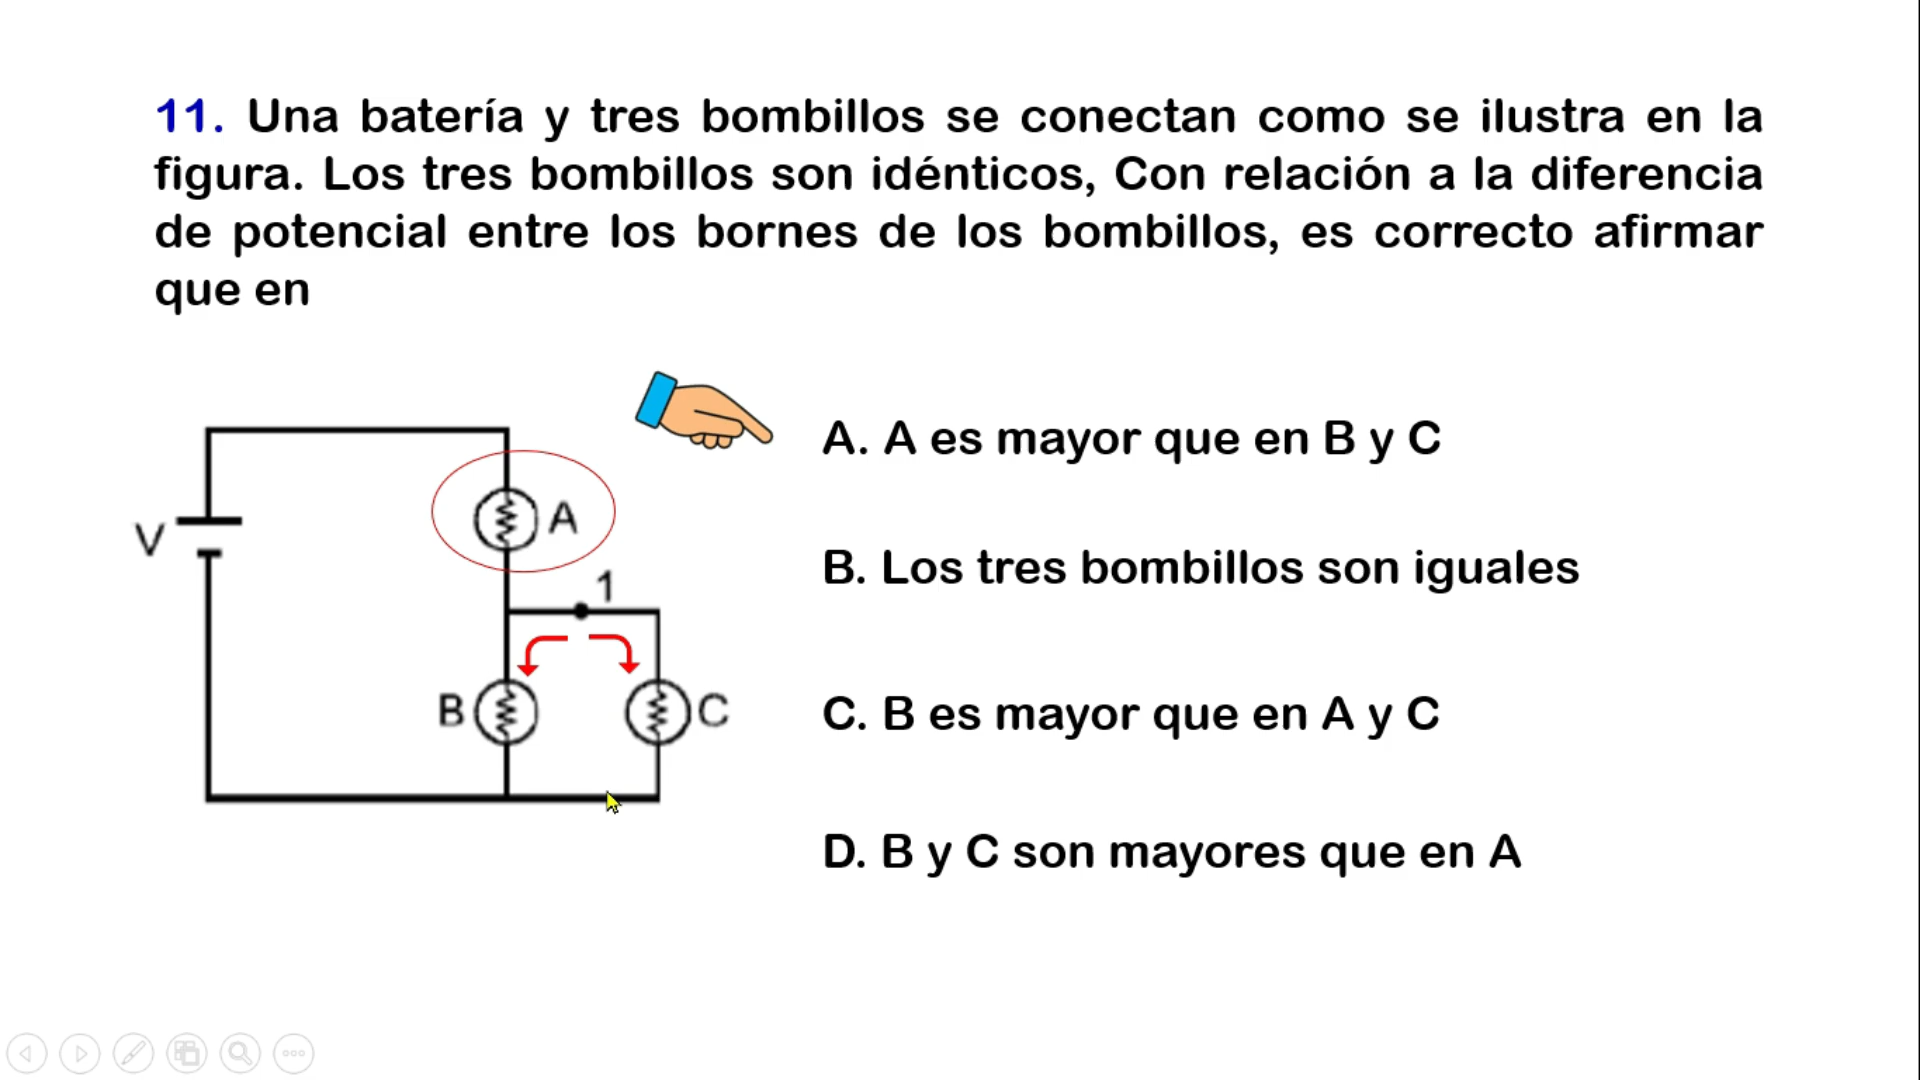 11. Una batería y tres bombillos se conectan como se ilustra en la
figura. Los tres bombillos son idénticos, Con relación a la diferencia
de potencial entre los bornes de los bombillos, es correcto afirmar
que en
A. A es mayor que en B y C
V
A
1
B. Los tres bombillos son iguales
B
C
C. B es mayor que en A y C
D. B y C son mayores que en A